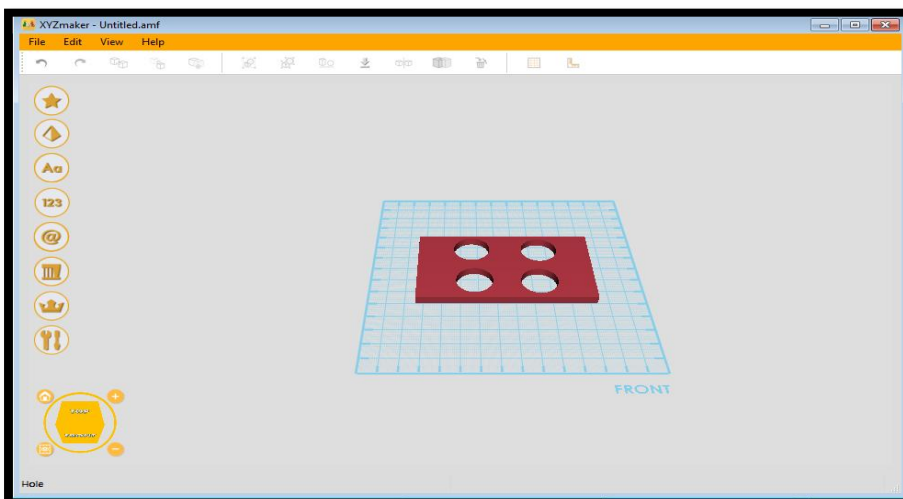 XYZmaker - Untitled.amf
File Edit View Help
Aa
123
@
FRONT
Hole